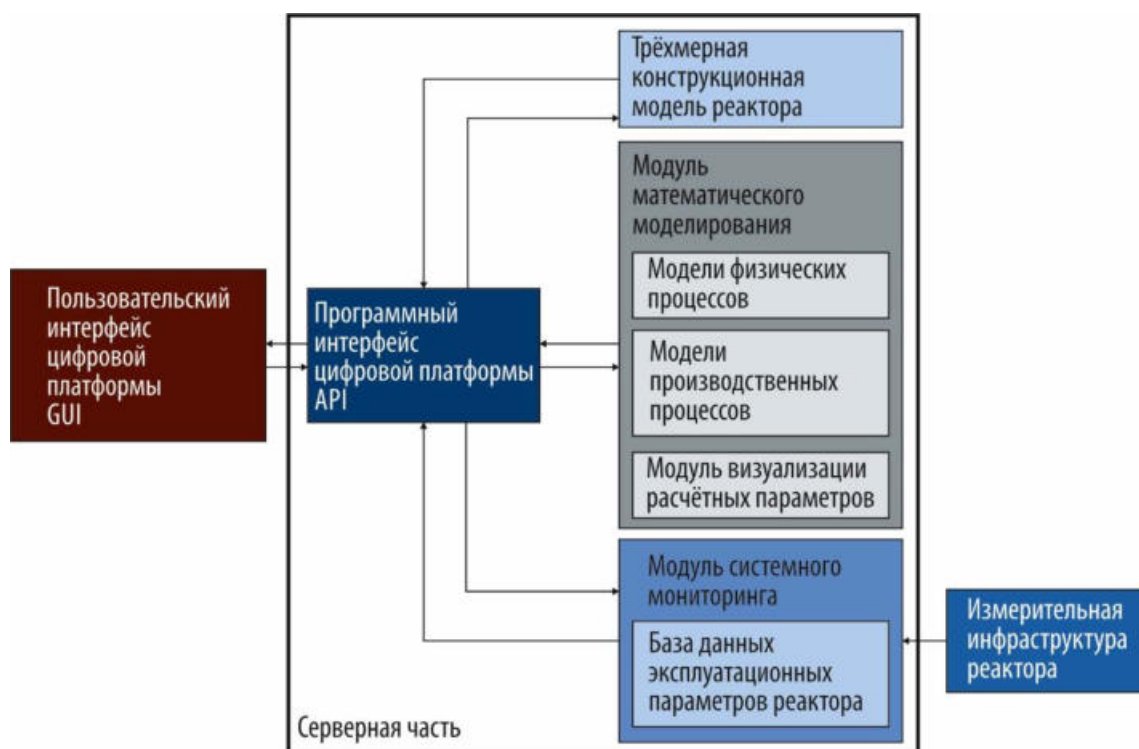 Трёхмерная
конструкционная
модель реактора
Модуль
математического
моделирования
Модели физических
процессов
Модели
производственных
процессов
Модуль визуализации
расчётных параметров
Пользовательский
интерфейс
цифровой
платформы
GUI
Программный
интерфейс
цифровой платформы
API
Модуль системного
мониторинга
База данных
эксплуатационных
параметров реактора
Измерительная
инфраструктура
реактора
Серверная часть